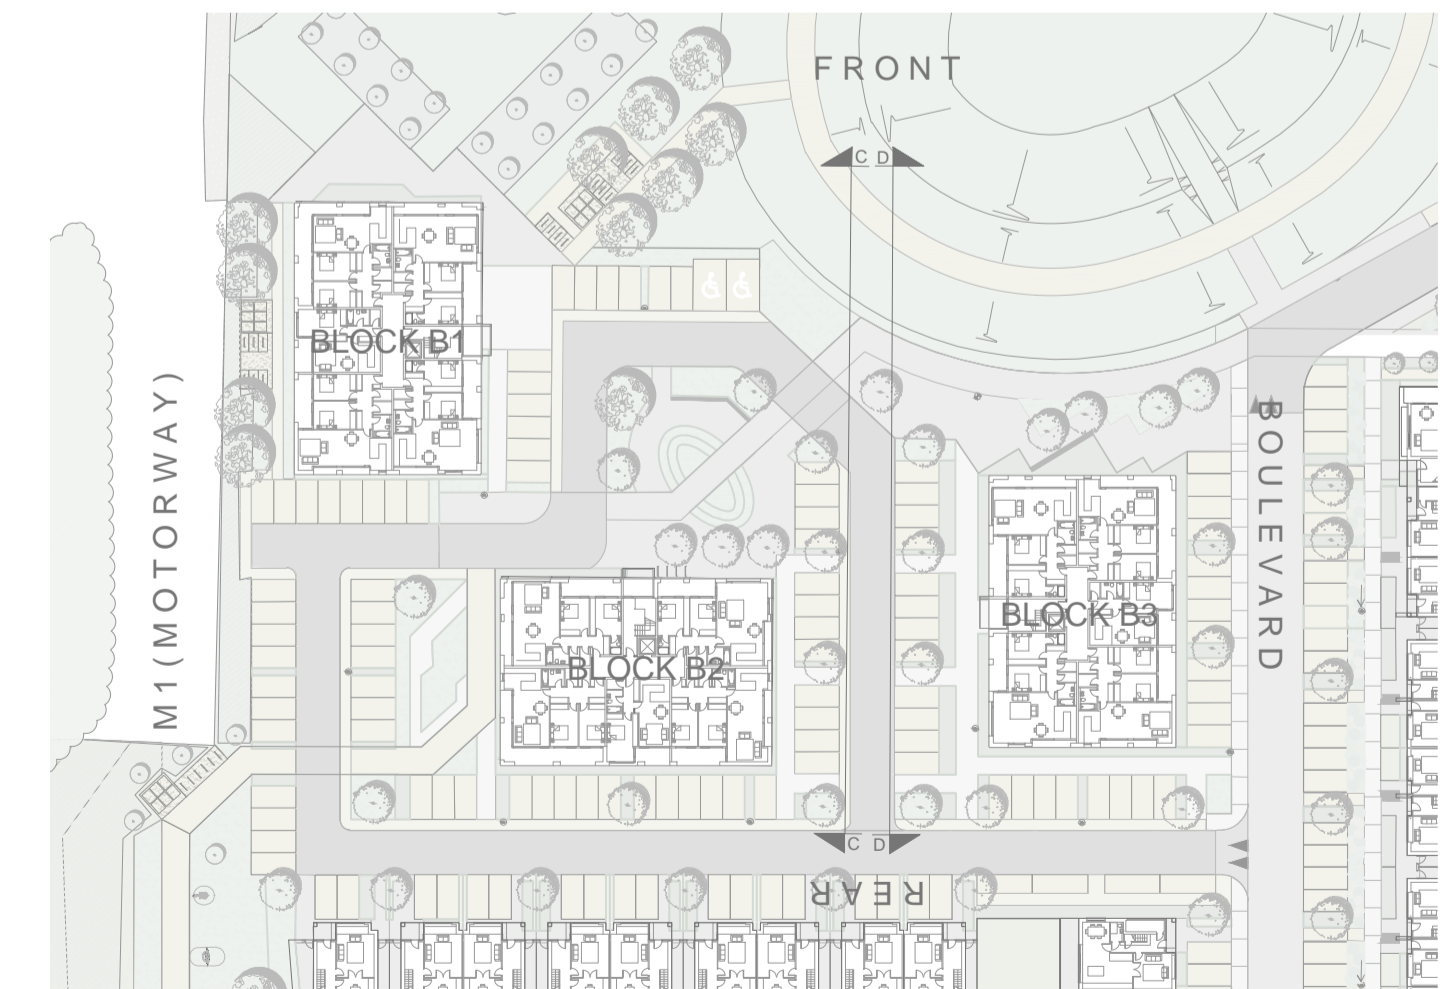 FRONT
C D
BLOCK B1
M1(MOTORWAY)
BOULEVARD
BLOCK B3
BLOCK B2
C D
REAR